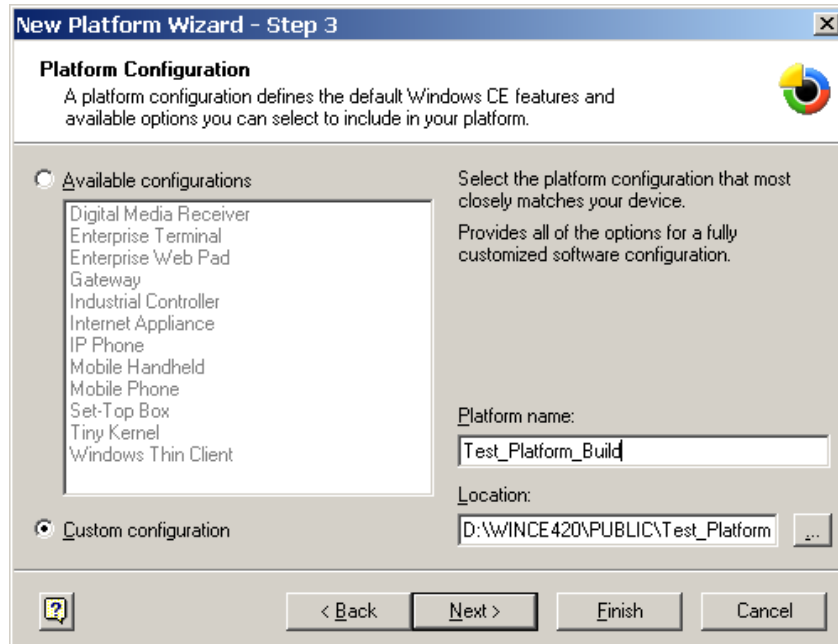 New Platform Wizard - Step 3
Platform Configuration
A platform configuration defines the default Windows CE features and
available options you can select to include in your platform.
Available configurations
Digital Media Receiver
Enterprise Terminal
Enterprise Web Pad
Gateway
Industrial Controller
Internet Appliance
IP Phone
Mobile Handheld
Mobile Phone
Set-Top Box
Tiny Kernel
Windows Thin Client
Custom configuration
Select the platform configuration that most
closely matches your device.
Provides all of the options for a fully
customized software configuration.
Platform name:
Test_Platform_Build
Location:
D:\WINCE420\PUBLIC\Test_Platform
...
?
< Back
Next >
Finish
Cancel